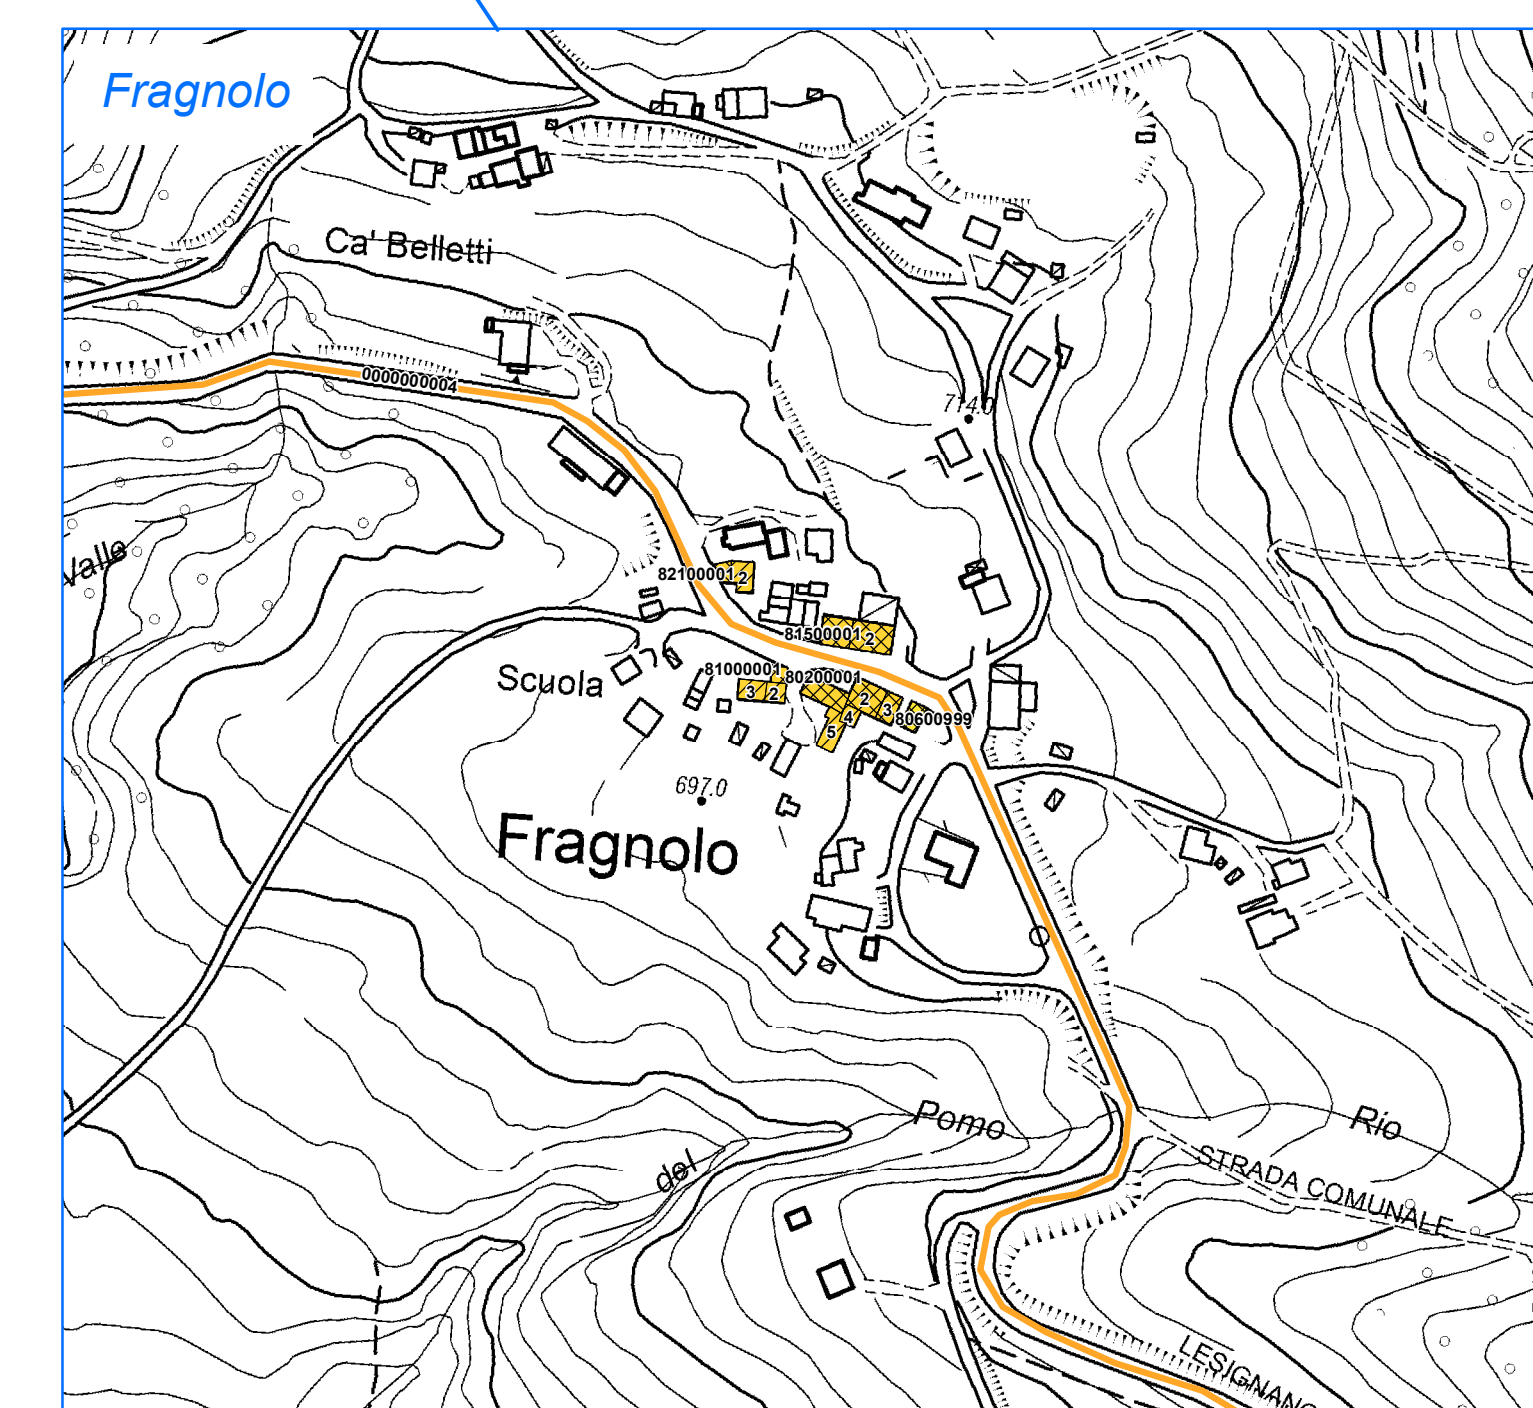 Fragnolo
Ca' Belletti
0000000004
714.0
Valle
82100001 2
81500001 2
Scuola
81000001
80200001
3 2
2
3
80600999
4
5
697.0
Fragnolo
Pomo
Rio
del
STRADA COMUNALE
LESIGNANO